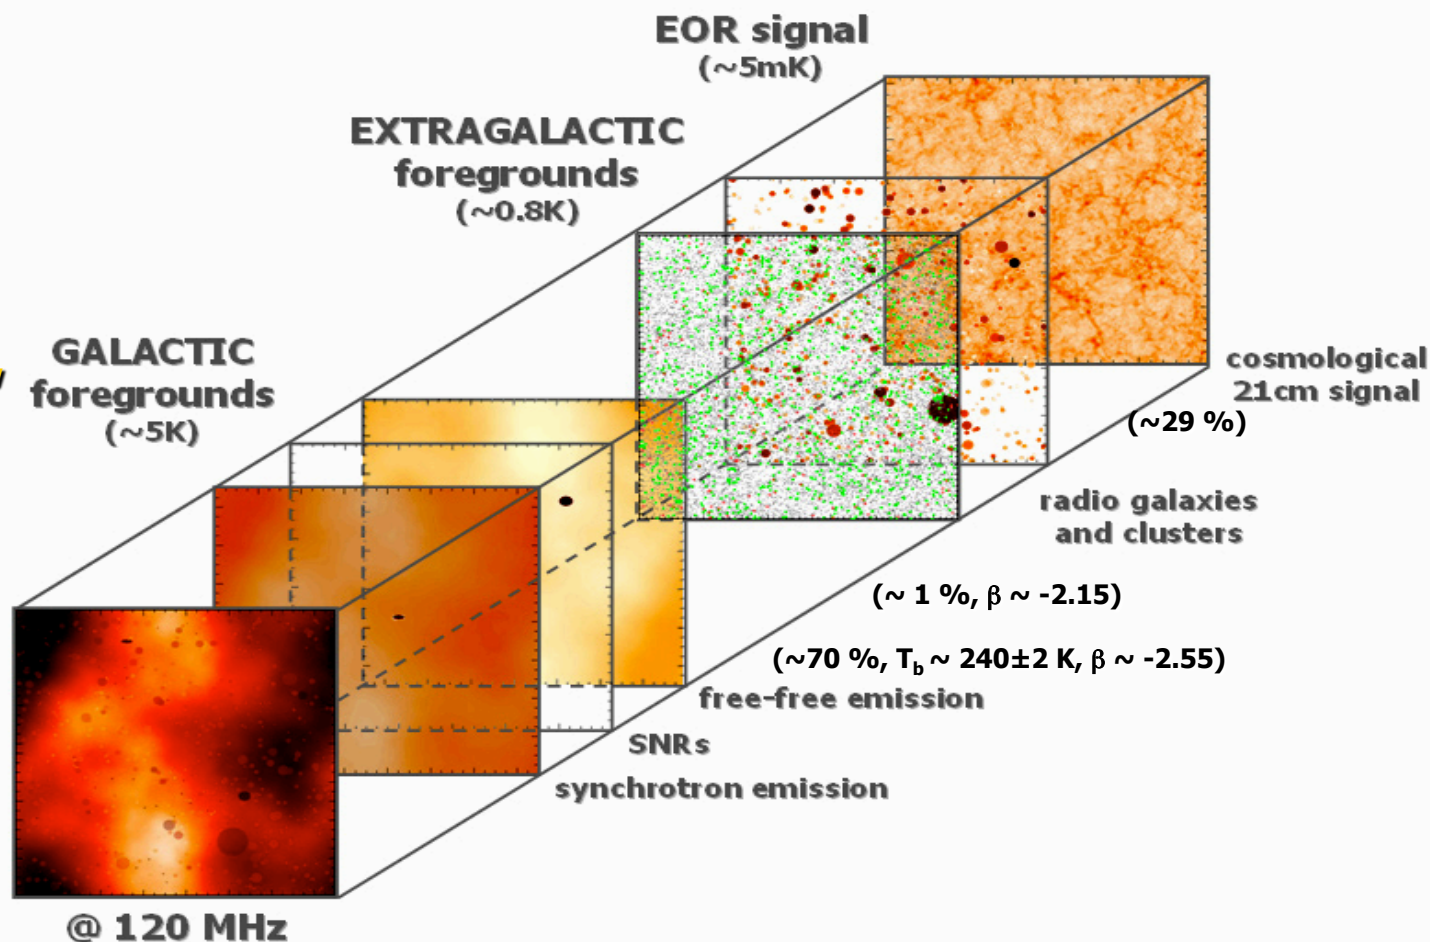 EOR signal
(~5mK)
EXTRAGALACTIC
foregrounds
(~0.8K)
GALACTIC
foregrounds
(~5K)
cosmological
21cm signal
(~29 %)
radio galaxies
and clusters
(~ 1 %, β ~ -2.15)
(~70 %, Tb ~ 240±2 K, β ~ -2.55)
free-free emission
SNRs
synchrotron emission
@ 120 MHz